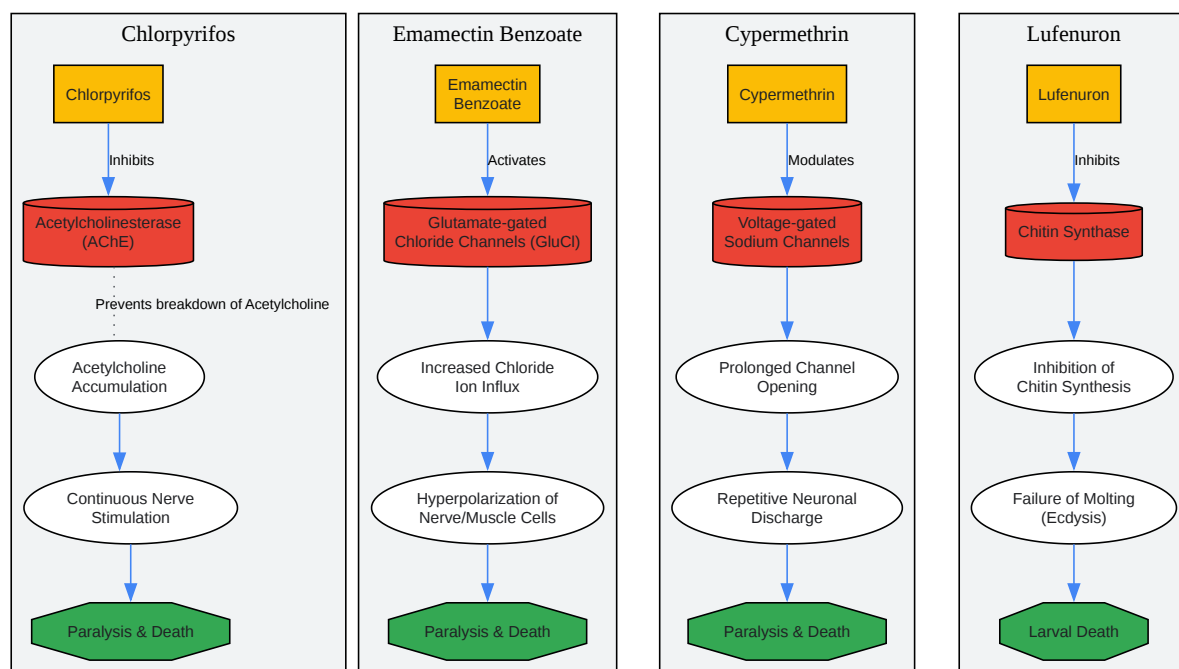 Chlorpyrifos
Chlorpyrifos
Inhibits
Acetylcholinesterase
(AChE)
Prevents breakdown of Acetylcholine
Acetylcholine
Accumulation
Continuous Nerve
Stimulation
Paralysis & Death
Emamectin Benzoate
Emamectin
Benzoate
Activates
Glutamate-gated
Chloride Channels (GluCl)
Increased Chloride
Ion Influx
Hyperpolarization of
Nerve/Muscle Cells
Paralysis & Death
Cypermethrin
Cypermethrin
Modulates
Voltage-gated
Sodium Channels
Prolonged Channel
Opening
Repetitive Neuronal
Discharge
Paralysis & Death
Lufenuron
Lufenuron
Inhibits
Chitin Synthase
Inhibition of
Chitin Synthesis
Failure of Molting
(Ecdysis)
Larval Death